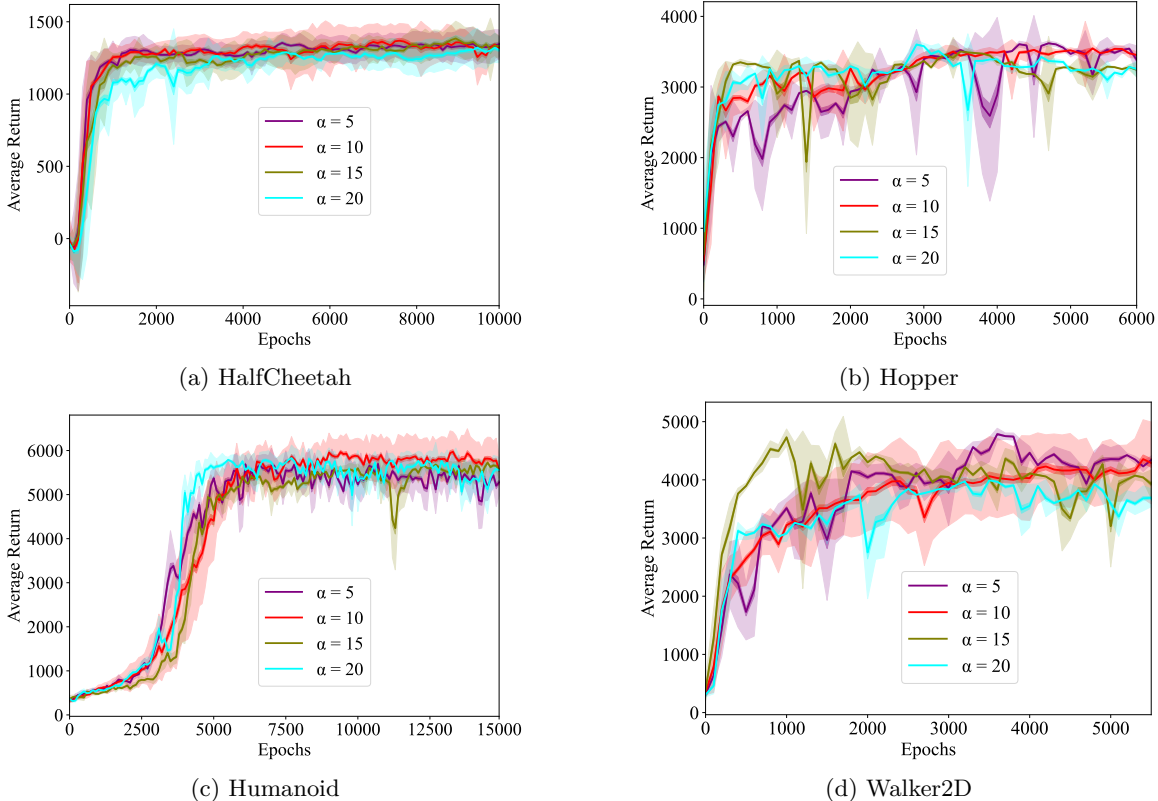 1500
1000
500
0
Average Return
α = 5
α = 10
α = 15
α = 20
0 2000 4000 6000 8000 10000
Epochs
(a) HalfCheetah
4000
3000
2000
1000
0
Average Return
α = 5
α = 10
α = 15
α = 20
0 1000 2000 3000 4000 5000 6000
Epochs
(b) Hopper
6000
5000
4000
3000
2000
1000
0
Average Return
α = 5
α = 10
α = 15
α = 20
0 2500 5000 7500 10000 12500 15000
Epochs
(c) Humanoid
5000
4000
3000
2000
1000
0
Average Return
α = 5
α = 10
α = 15
α = 20
0 1000 2000 3000 4000 5000
Epochs
(d) Walker2D